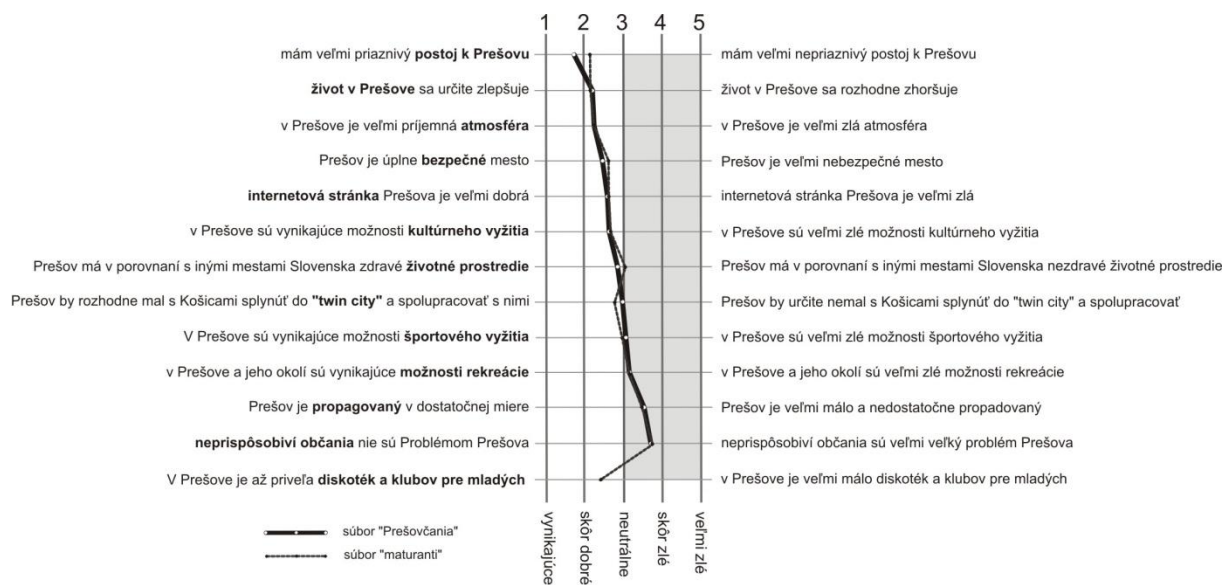 1 2 3 4 5
mám veľmi priaznivý postoj k Prešovu mám veľmi nepriaznivý postoj k Prešovu
život v Prešove sa určite zlepšuje život v Prešove sa rozhodne zhoršuje
v Prešove je veľmi príjemná atmosféra v Prešove je veľmi zlá atmosféra
Prešov je úplne bezpečné mesto Prešov je veľmi nebezpečné mesto
internetová stránka Prešova je veľmi dobrá internetová stránka Prešova je veľmi zlá
v Prešove sú vynikajúce možnosti kultúrneho vyžitia v Prešove sú veľmi zlé možnosti kultúrneho vyžitia
Prešov má v porovnaní s inými mestami Slovenska zdravé životné prostredie Prešov má v porovnaní s inými mestami Slovenska nezdravé životné prostredie
Prešov by rozhodne mal s Košicami splynúť do "twin city" a spolupracovať s nimi Prešov by určite nemal s Košicami splynúť do "twin city" a spolupracovať
V Prešove sú vynikajúce možnosti športového vyžitia v Prešove sú veľmi zlé možnosti športového vyžitia
v Prešove a jeho okolí sú vynikajúce možnosti rekreácie v Prešove a jeho okolí sú veľmi zlé možnosti rekreácie
Prešov je propagovaný v dostatočnej miere Prešov je veľmi málo a nedostatočne propadovaný
neprispôsobiví občania nie sú Problémom Prešova neprispôsobiví občania sú veľmi veľký problém Prešova
V Prešove je až priveľa diskoték a klubov pre mladých v Prešove je veľmi málo diskoték a klubov pre mladých
vynikajúce
skôr dobré
neutrálne
skôr zlé
veľmi zlé
súbor "Prešovčania"
súbor "maturanti"